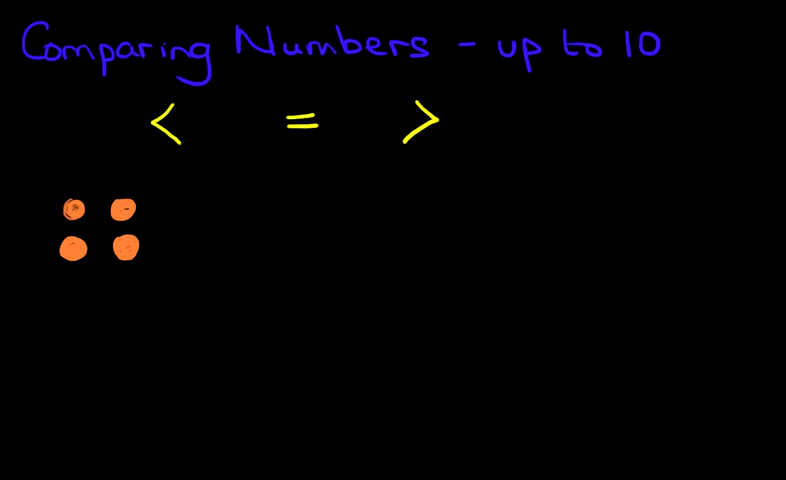 Comparing Numbers - up to 10
< = >